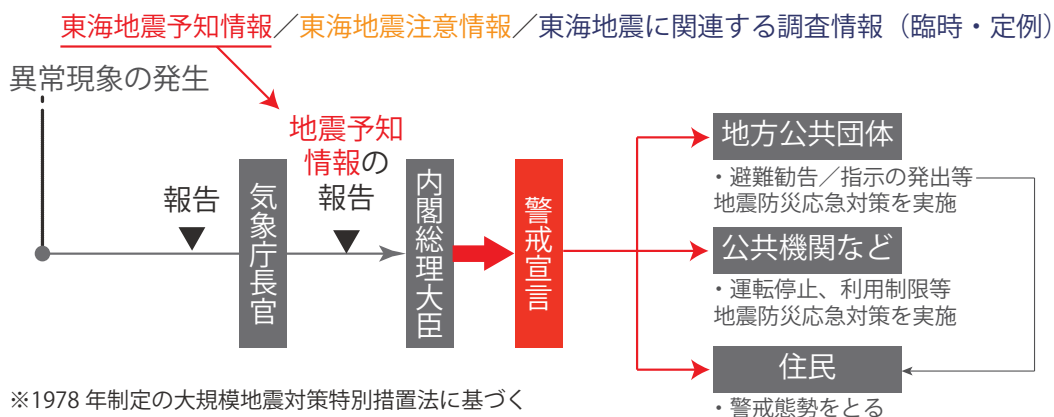 東海地震予知情報／東海地震注意情報／東海地震に関連する調査情報（臨時・定例）
異常現象の発生
地震予知
情報の
報告
報告
気象庁長官
内閣総理大臣
警戒宣言
地方公共団体
・避難勧告／指示の発出等
地震防災応急対策を実施
公共機関など
・運転停止、利用制限等
地震防災応急対策を実施
住民
・警戒態勢をとる
※1978 年制定の大規模地震対策特別措置法に基づく